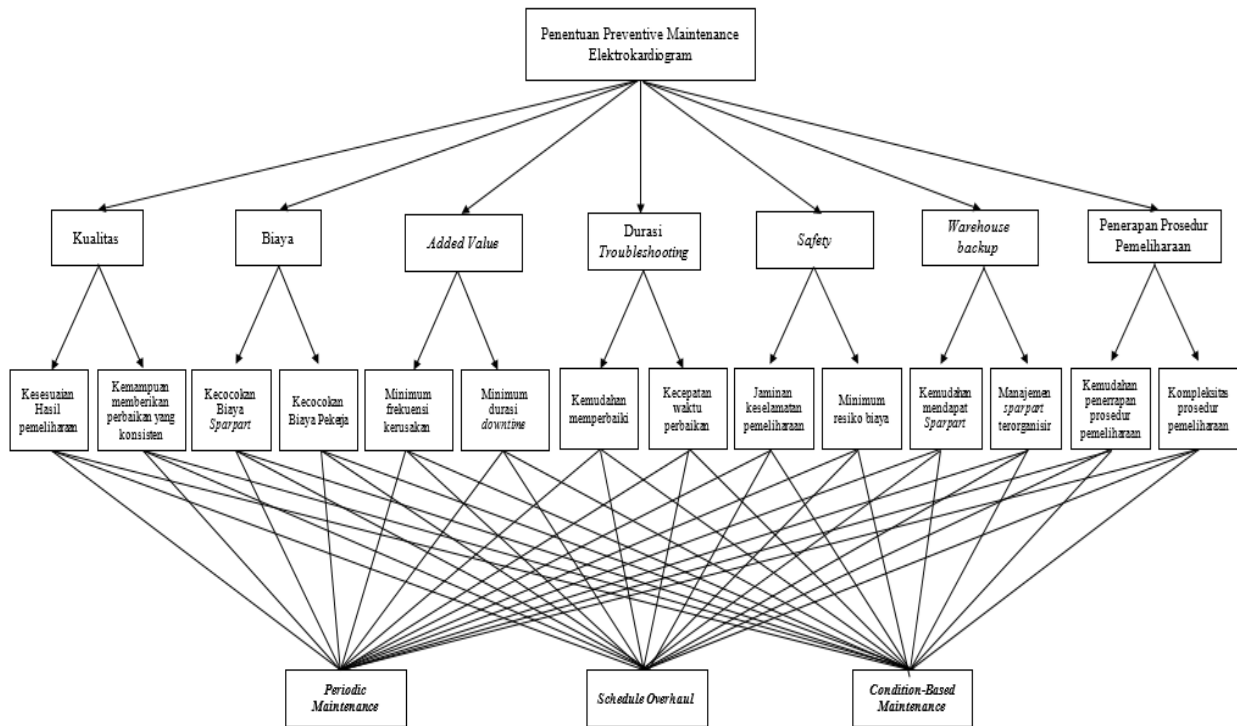 Penentuan Preventive Maintenance
Elektrokardiogram
Kualitas
Biaya
Added Value
Durasi
Troubleshooting
Safety
Warehouse
backup
Penerapan Prosedur
Pemeliharaan
Kesesuaian
Hasil
pemeliharaan
Kemampuan
memberikan
perbaikan yang
konsisten
Kecocokan
Biaya
Sparpart
Kecocokan
Biaya Pekerja
Minimum
frekuensi
kerusakan
Minimum
durasi
downtime
Kemudahan
memperbaiki
Kecepatan
waktu
perbaikan
Jaminan
keselamatan
pemeliharaan
Minimum
resiko biaya
Kemudahan
mendapat
Sparpart
Manajemen
sparpart
terorganisir
Kemudahan
penerrapan
prosedur
pemeliharaan
Kompleksitas
prosedur
pemeliharaan
Periodic
Maintenance
Schedule Overhaul
Condition-Based
Maintenance